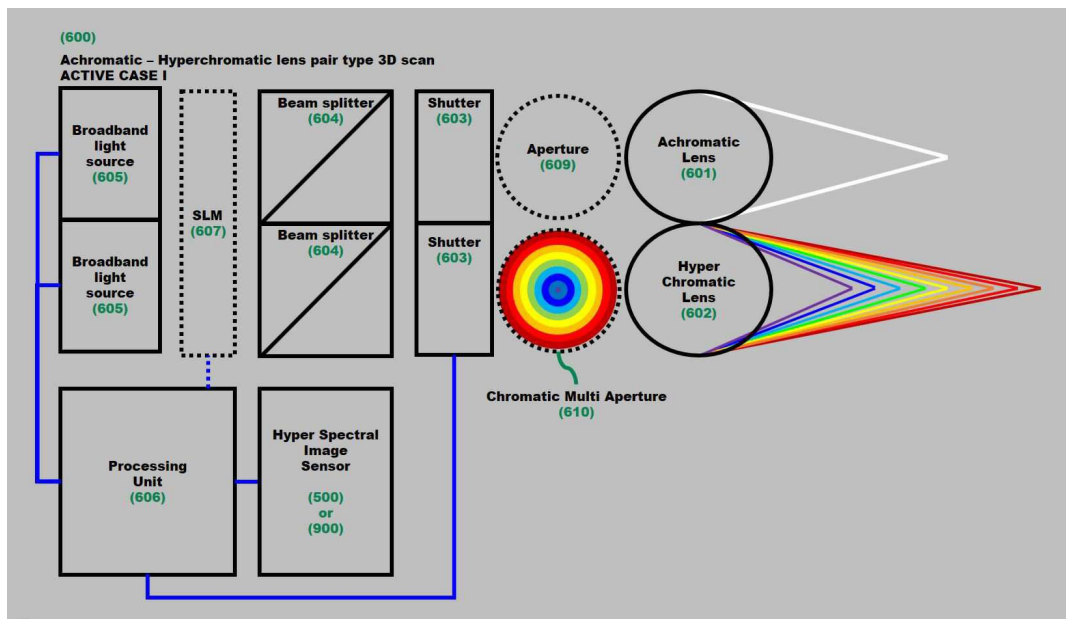 (600)
Achromatic – Hyperchromatic lens pair type 3D scan
ACTIVE CASE I
Broadband
light
source
(605)
SLM
(607)
Beam splitter
(604)
Shutter
(603)
Aperture
(609)
Achromatic
Lens
(601)
Broadband
light
source
(605)
Beam splitter
(604)
Shutter
(603)
Hyper
Chromatic
Lens
(602)
Chromatic Multi Aperture
(610)
Processing
Unit
(606)
Hyper Spectral
Image
Sensor
(500)
or
(900)